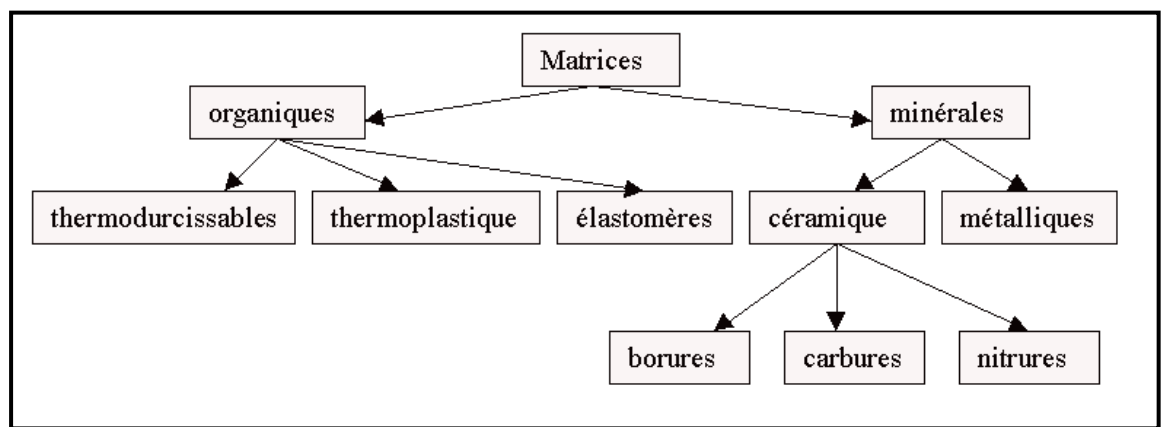 Matrices
organiques
minérales
thermodurcissables
thermoplastique
élastomères
céramique
métalliques
borures
carbures
nitrures